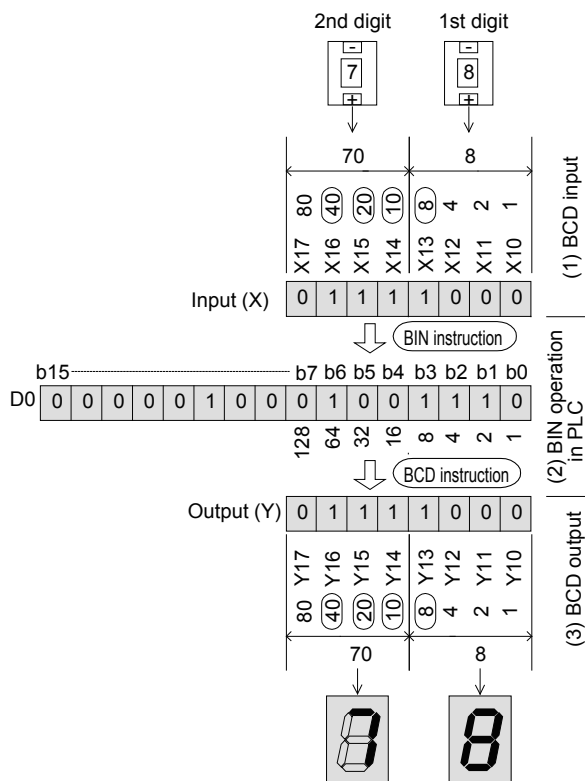 2nd digit 1st digit
- -
7 8
+ +
70 8
80 40 20 10 8 4 2 1
X17 X16 X15 X14 X13 X12 X11 X10
(1) BCD input
Input (X) 0 1 1 1 1 0 0 0
BIN instruction
b15 b7 b6 b5 b4 b3 b2 b1 b0
D0 0 0 0 0 0 1 0 0 0 1 0 0 1 1 1 0
128 64 32 16 8 4 2 1
(2) BIN operation
in PLC
BCD instruction
Output (Y) 0 1 1 1 1 0 0 0
Y17 Y16 Y15 Y14 Y13 Y12 Y11 Y10
80 40 20 10 8 4 2 1
(3) BCD output
70 8
7 8